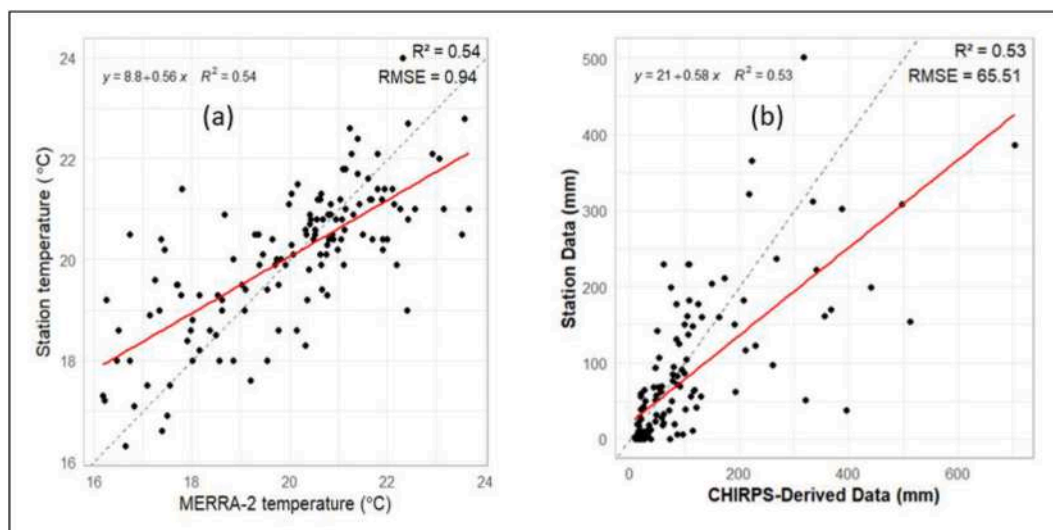 R² = 0.54
RMSE = 0.94
y = 8.8+0.56 x R² = 0.54
(a)
24
22
20
18
16
Station temperature (°C)
16 18 20 22 24
MERRA-2 temperature (°C)
R² = 0.53
RMSE = 65.51
y = 21+0.58 x R² = 0.53
(b)
500
400
300
200
100
0
Station Data (mm)
0 200 400 600
CHIRPS-Derived Data (mm)